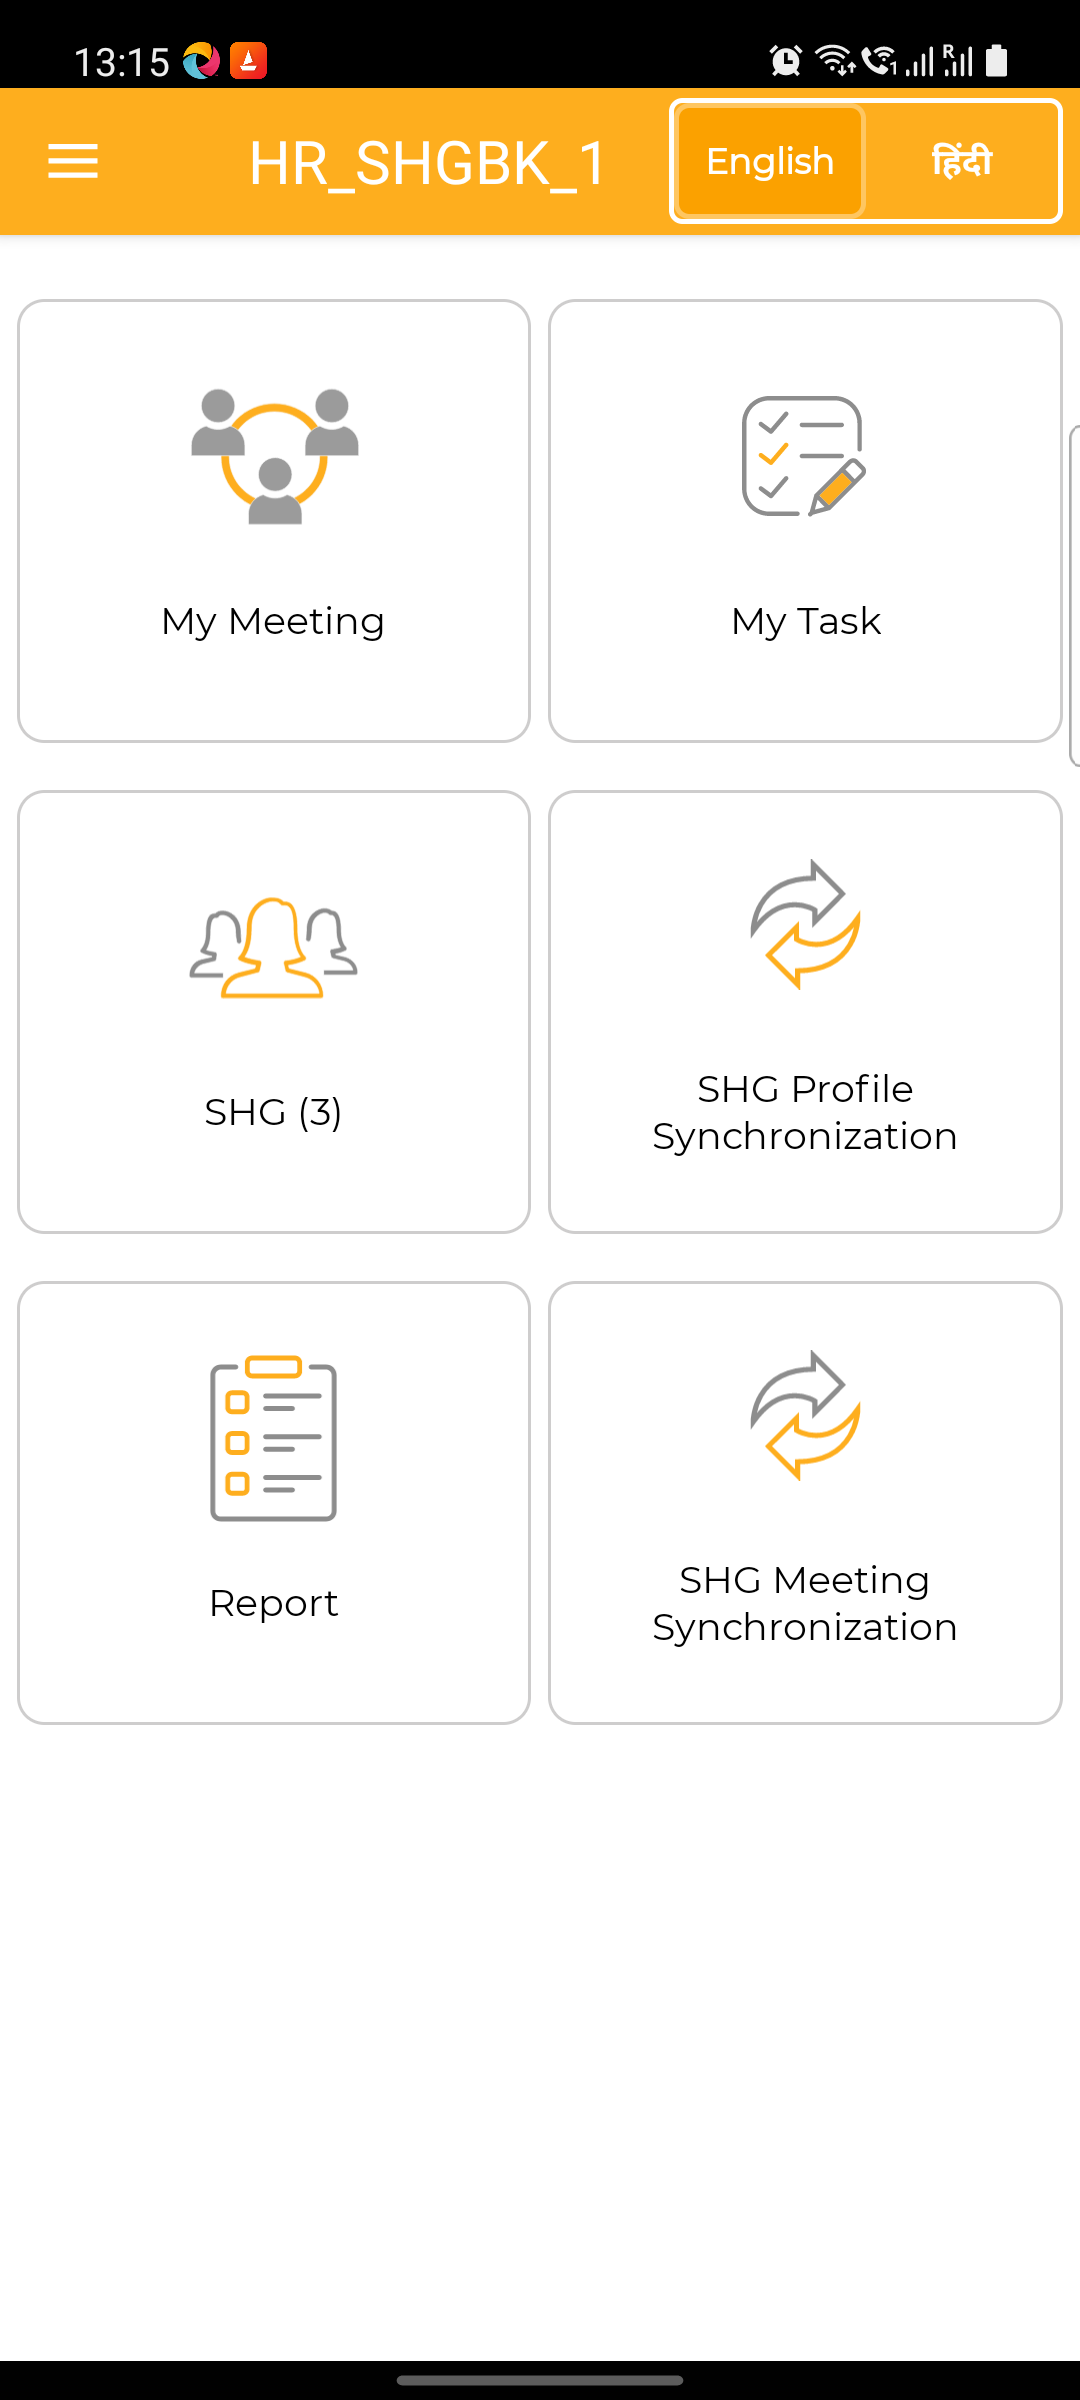 13:15
HR_SHGBK_1
English
हिंदी
My Meeting
My Task
SHG (3)
SHG Profile
Synchronization
Report
SHG Meeting
Synchronization